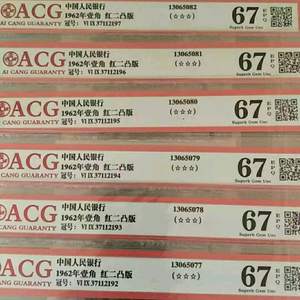 ACG 中国人民银行 13065082 67 EPQ
1962年壹角 红二凸版 (☆☆☆)
AI CANG GUARANTY 冠号: VI IX 37112197 Superb Gem Unc
ACG 中国人民银行 13065081 67 EPQ
1962年壹角 红二凸版 (☆☆☆)
AI CANG GUARANTY 冠号: VI IX 37112196 Superb Gem Unc
ACG 中国人民银行 13065080 67 EPQ
1962年壹角 红二凸版 (☆☆☆)
AI CANG GUARANTY 冠号: VI IX 37112195 Superb Gem Unc
ACG 中国人民银行 13065079 67 EPQ
1962年壹角 红二凸版 (☆☆☆)
CANG GUARANTY 冠号: VI IX 37112194 Superb Gem Unc
ACG 中国人民银行 13065078 67 EPQ
1962年壹角 红二凸版 (☆☆☆)
CANG GUARANTY 冠号: VI IX 37112193 Superb Gem Unc
ACG 中国人民银行 13065077 67 EPQ
1962年壹角 红二凸版 (☆☆☆)
CANG GUARANTY 冠号: VI IX 37112192 Superb Gem Unc